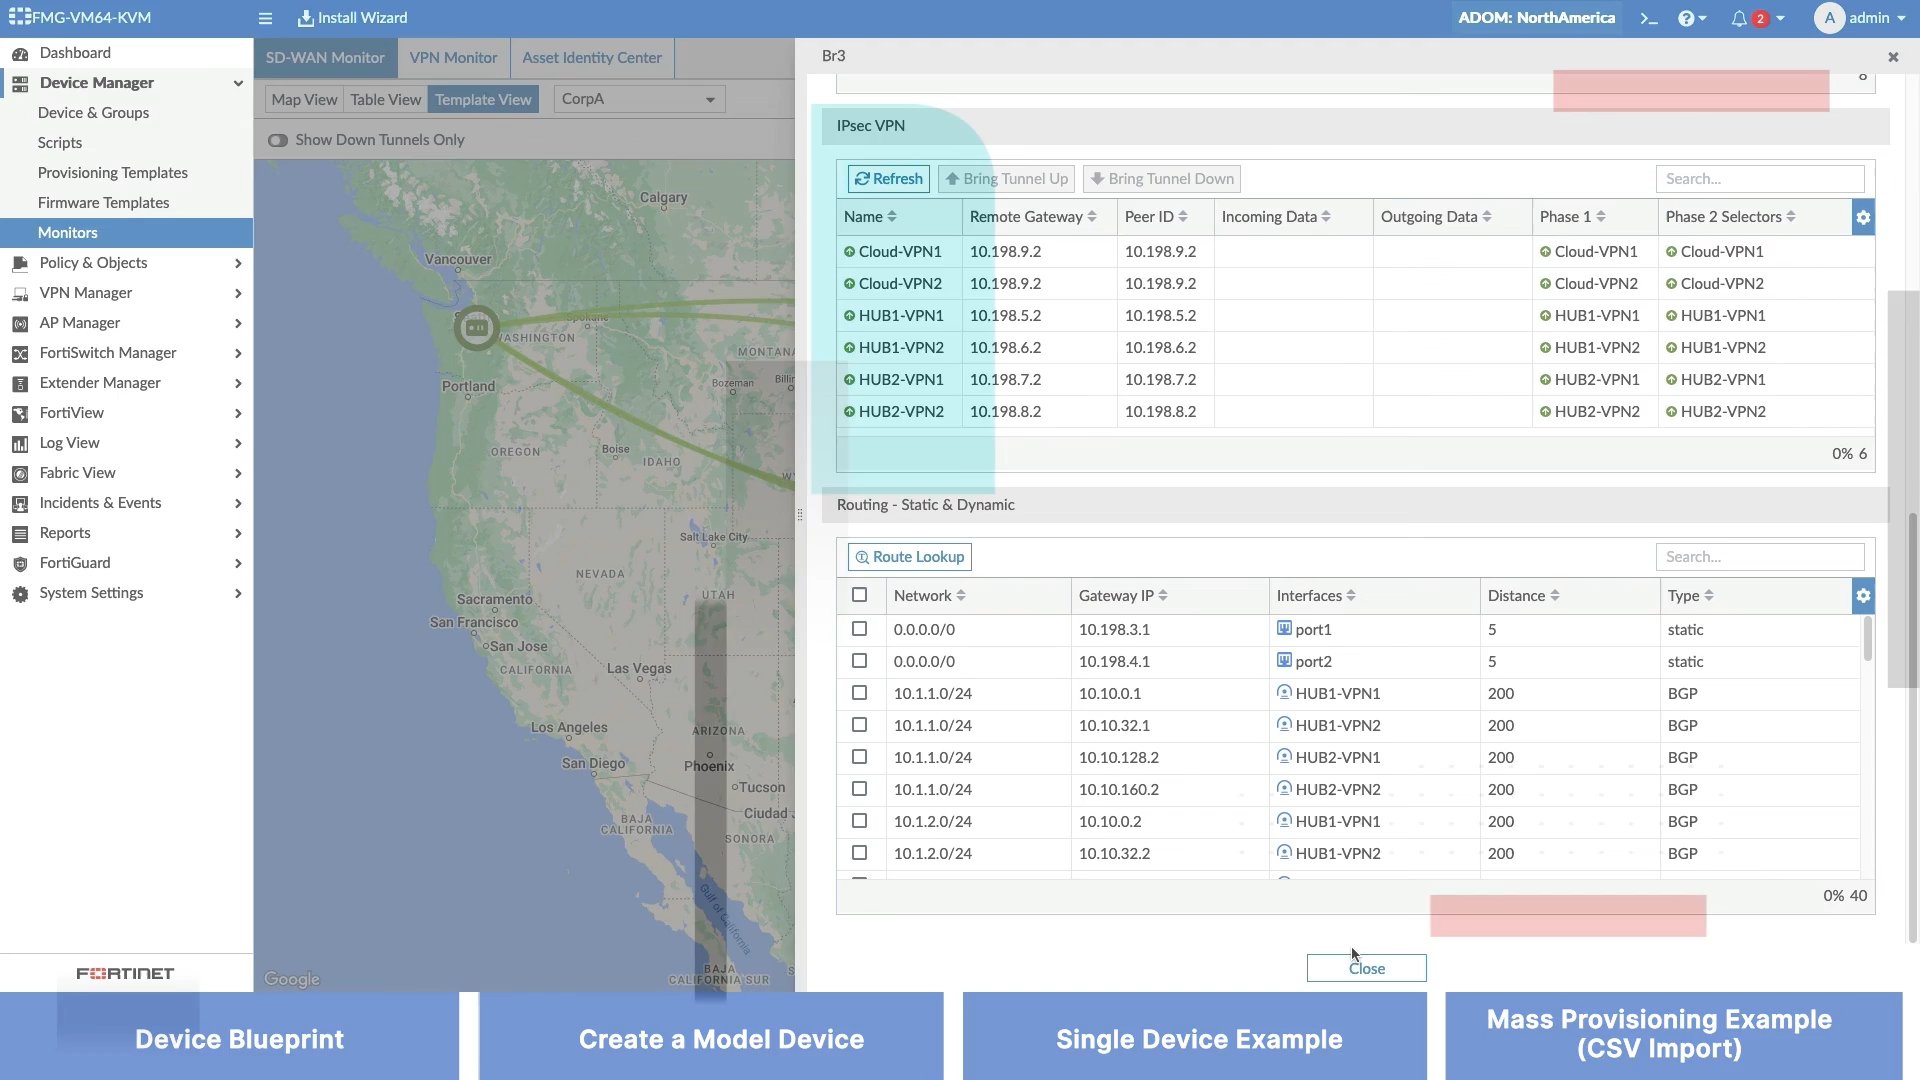 FMG-VM64-KVM
Install Wizard
ADOM: NorthAmerica
2
A admin
Dashboard
Device Manager
Device & Groups
Scripts
Provisioning Templates
Firmware Templates
Monitors
Policy & Objects
VPN Manager
AP Manager
FortiSwitch Manager
Extender Manager
FortiView
Log View
Fabric View
Incidents & Events
Reports
FortiGuard
System Settings
FORTINET
SD-WAN Monitor VPN Monitor Asset Identity Center
Map View Table View Template View CorpA
Show Down Tunnels Only
Calgary
Vancouver
Spokane
WASHINGTON
MONTANA
Portland
Bozeman
OREGON
Boise
IDAHO
Salt Lake City
NEVADA
UTAH
Sacramento
San Francisco
San Jose
CALIFORNIA
Las Vegas
Los Angeles
ARIZONA
San Diego
Phoenix
Tucson
BAJA
CALIFORNIA
Ciudad
SONORA
Gulf of California
BAJA
CALIFORNIA SUR
Google
Br3
IPsec VPN
Refresh Bring Tunnel Up Bring Tunnel Down Search...
Name Remote Gateway Peer ID Incoming Data Outgoing Data Phase 1 Phase 2 Selectors
Cloud-VPN1 10.198.9.2 10.198.9.2 Cloud-VPN1 Cloud-VPN1
Cloud-VPN2 10.198.9.2 10.198.9.2 Cloud-VPN2 Cloud-VPN2
HUB1-VPN1 10.198.5.2 10.198.5.2 HUB1-VPN1 HUB1-VPN1
HUB1-VPN2 10.198.6.2 10.198.6.2 HUB1-VPN2 HUB1-VPN2
HUB2-VPN1 10.198.7.2 10.198.7.2 HUB2-VPN1 HUB2-VPN1
HUB2-VPN2 10.198.8.2 10.198.8.2 HUB2-VPN2 HUB2-VPN2
0% 6
Routing - Static & Dynamic
Route Lookup Search...
Network Gateway IP Interfaces Distance Type
0.0.0.0/0 10.198.3.1 port1 5 static
0.0.0.0/0 10.198.4.1 port2 5 static
10.1.1.0/24 10.10.0.1 HUB1-VPN1 200 BGP
10.1.1.0/24 10.10.32.1 HUB1-VPN2 200 BGP
10.1.1.0/24 10.10.128.2 HUB2-VPN1 200 BGP
10.1.1.0/24 10.10.160.2 HUB2-VPN2 200 BGP
10.1.2.0/24 10.10.0.2 HUB1-VPN1 200 BGP
10.1.2.0/24 10.10.32.2 HUB1-VPN2 200 BGP
0% 40
Close
Device Blueprint
Create a Model Device
Single Device Example
Mass Provisioning Example
(CSV Import)